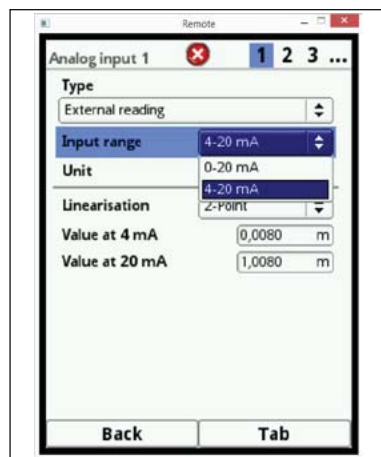 Remote
Analog input 1 1 2 3 ...
Type
External reading
Input range 4-20 mA
0-20 mA
Unit
4-20 mA
Linearisation 2-Point
Value at 4 mA 0,0080 m
Value at 20 mA 1,0080 m
Back Tab